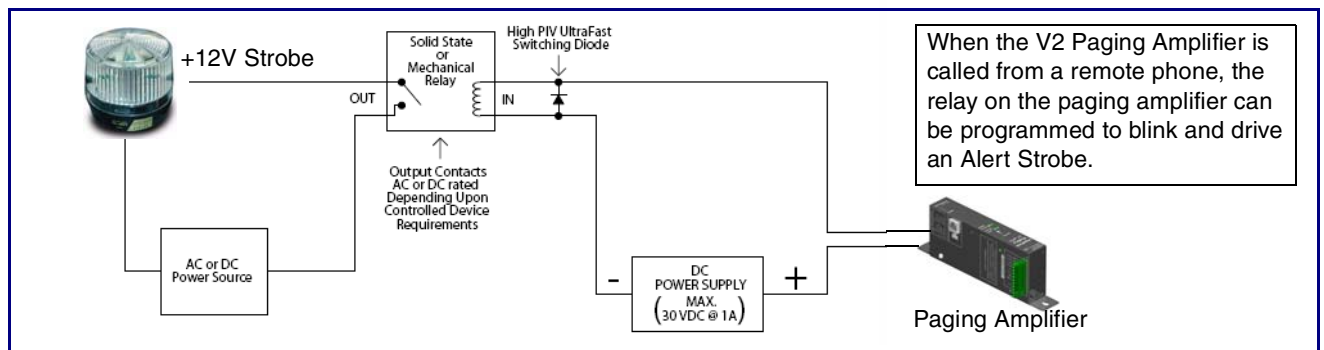 +12V Strobe
Solid State
or
Mechanical
Relay
OUT
IN
High PIV UltraFast
Switching Diode
Output Contacts
AC or DC rated
Depending Upon
Controlled Device
Requirements
AC or DC
Power Source
-
DC
POWER SUPPLY
( MAX.
30 VDC @ 1A )
+
When the V2 Paging Amplifier is
called from a remote phone, the
relay on the paging amplifier can
be programmed to blink and drive
an Alert Strobe.
Paging Amplifier